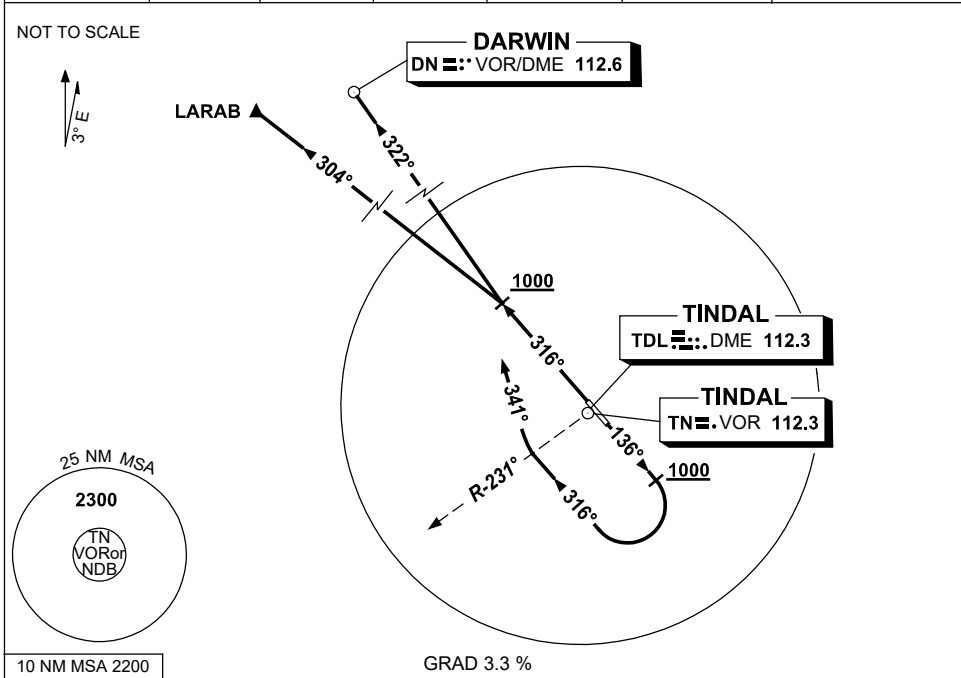 NOT TO SCALE
3° E
DARWIN
DN VOR/DME 112.6
LARAB
304°
322°
1000
TINDAL
TDL DME 112.3
TINDAL
TN VOR 112.3
316°
341°
136°
1000
R-231°
316°
25 NM MSA
2300
TN
VORor
NDB
10 NM MSA 2200
GRAD 3.3 %